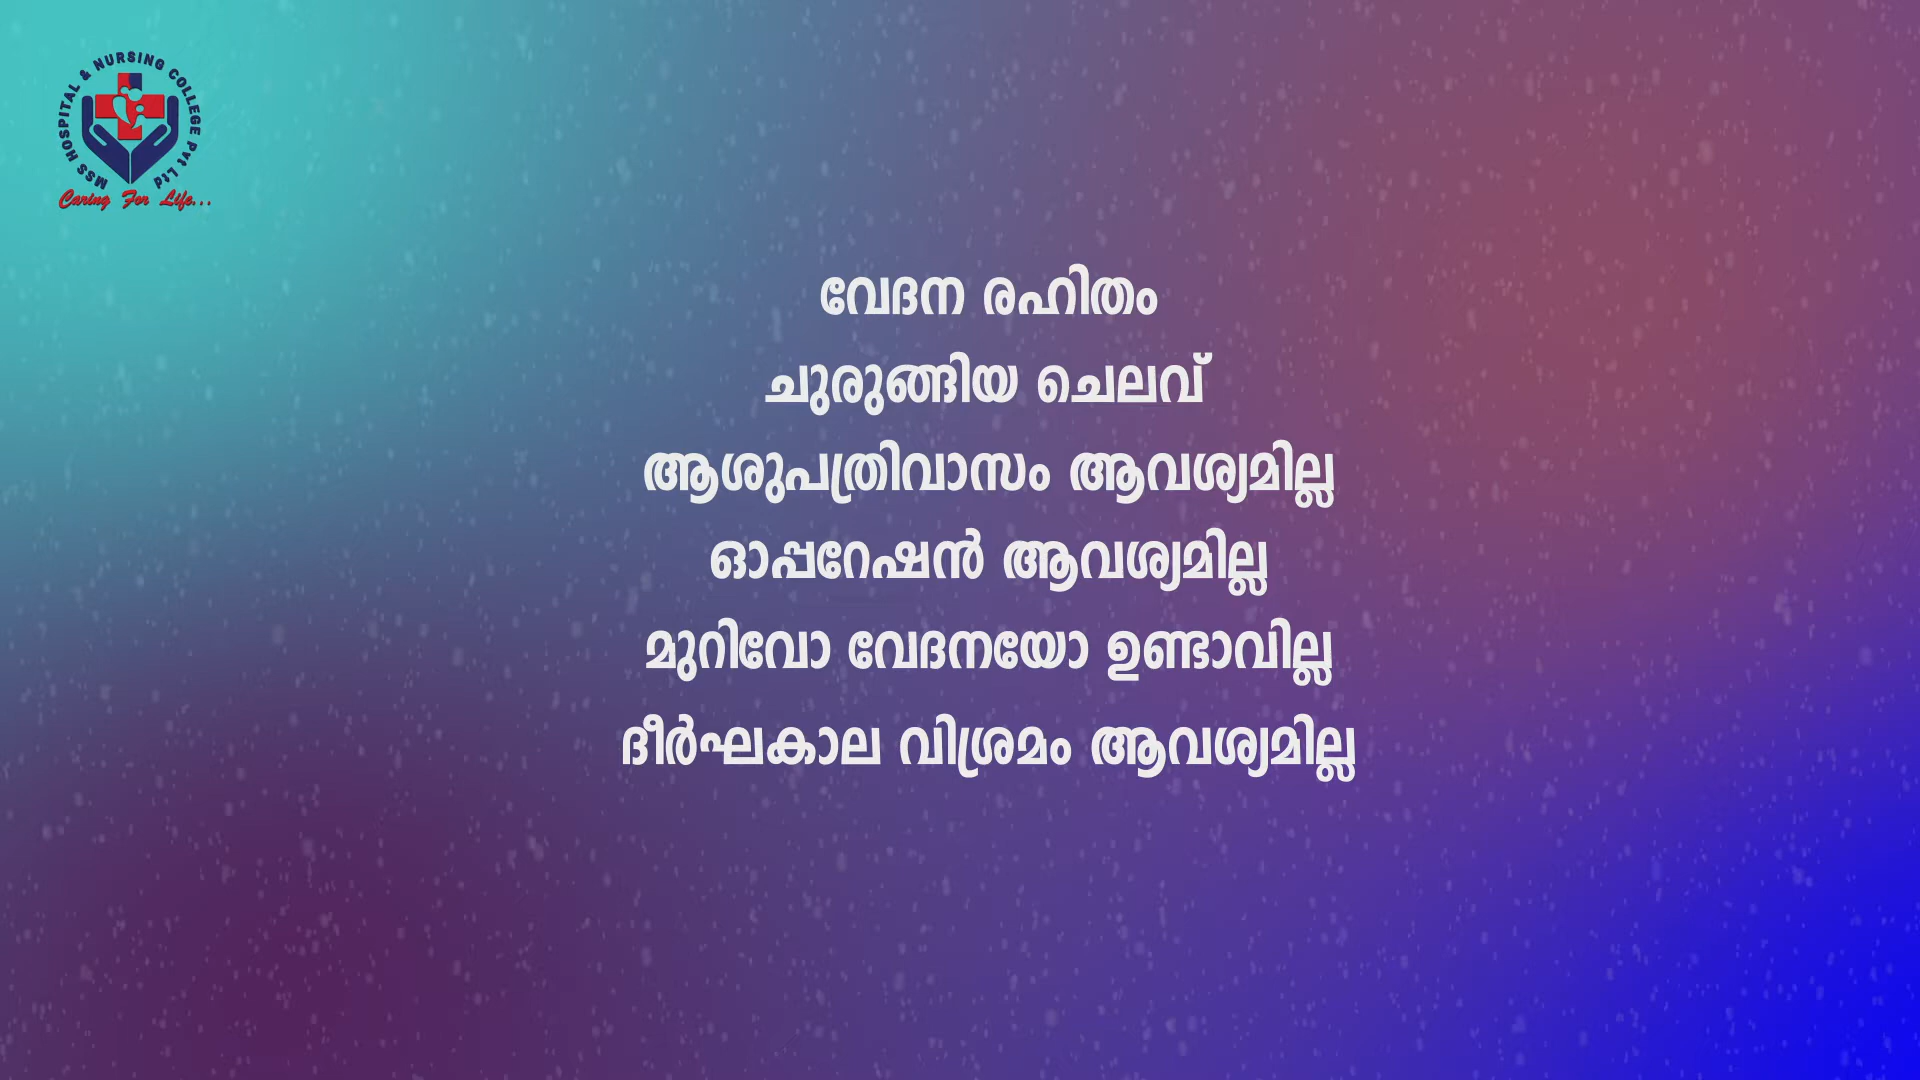 MSS HOSPITAL & NURSING COLLEGE Pvt Ltd
Caring For Life...
വേദന രഹിതം
ചുരുങ്ങിയ ചെലവ്
ആശുപത്രിവാസം ആവശ്യമില്ല
ഓപ്പറേഷൻ ആവശ്യമില്ല
മുറിവോ വേദനയോ ഉണ്ടാവില്ല
ദീർഘകാല വിശ്രമം ആവശ്യമില്ല